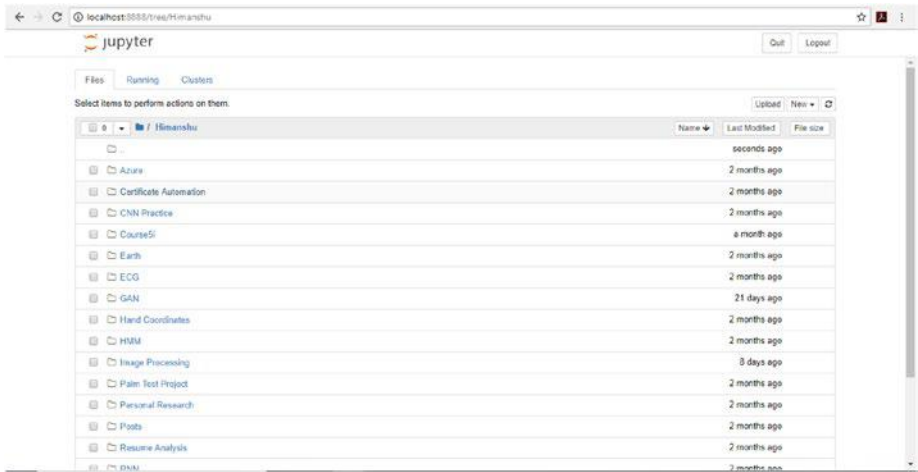 localhost:8888/tree/Himanshu
jupyter
Quit Logout
Files Running Clusters
Select items to perform actions on them.
Upload New
0 / Himanshu Name Last Modified File size
.. seconds ago
Azure 2 months ago
Certificate Automation 2 months ago
CNN Practice 2 months ago
Course5i a month ago
Earth 2 months ago
ECG 2 months ago
GAN 21 days ago
Hand Coordinates 2 months ago
HMM 2 months ago
Image Processing 8 days ago
Palm Test Project 2 months ago
Personal Research 2 months ago
Posts 2 months ago
Resume Analysis 2 months ago
RNN 2 months ago